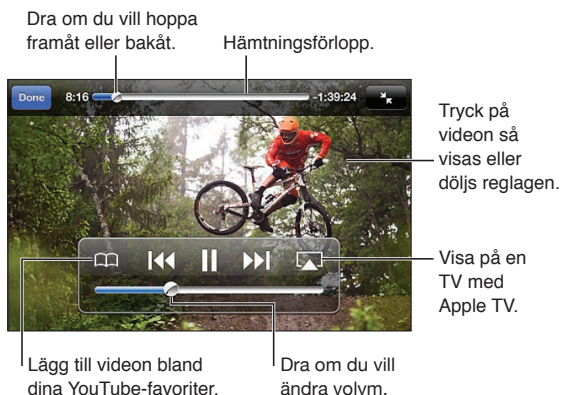 Dra om du vill hoppa
framåt eller bakåt.
Hämtningsförlopp.
Done
8:16
-1:39:24
Tryck på
videon så
visas eller
döljs reglagen.
Visa på en
TV med
Apple TV.
Lägg till videon bland
dina YouTube-favoriter.
Dra om du vill
ändra volym.